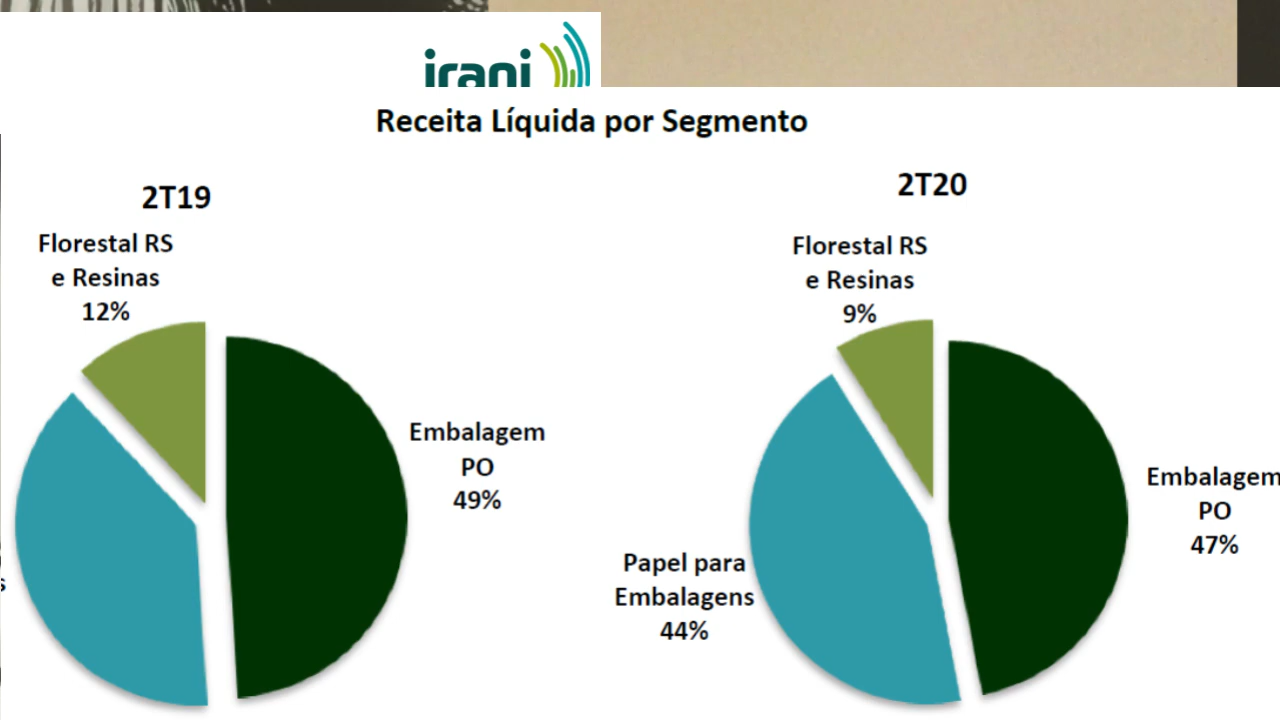 irani
Receita Líquida por Segmento
2T19
Florestal RS
e Resinas
12%
Embalagem
PO
49%
2T20
Florestal RS
e Resinas
9%
Embalagem
PO
47%
Papel para
Embalagens
44%